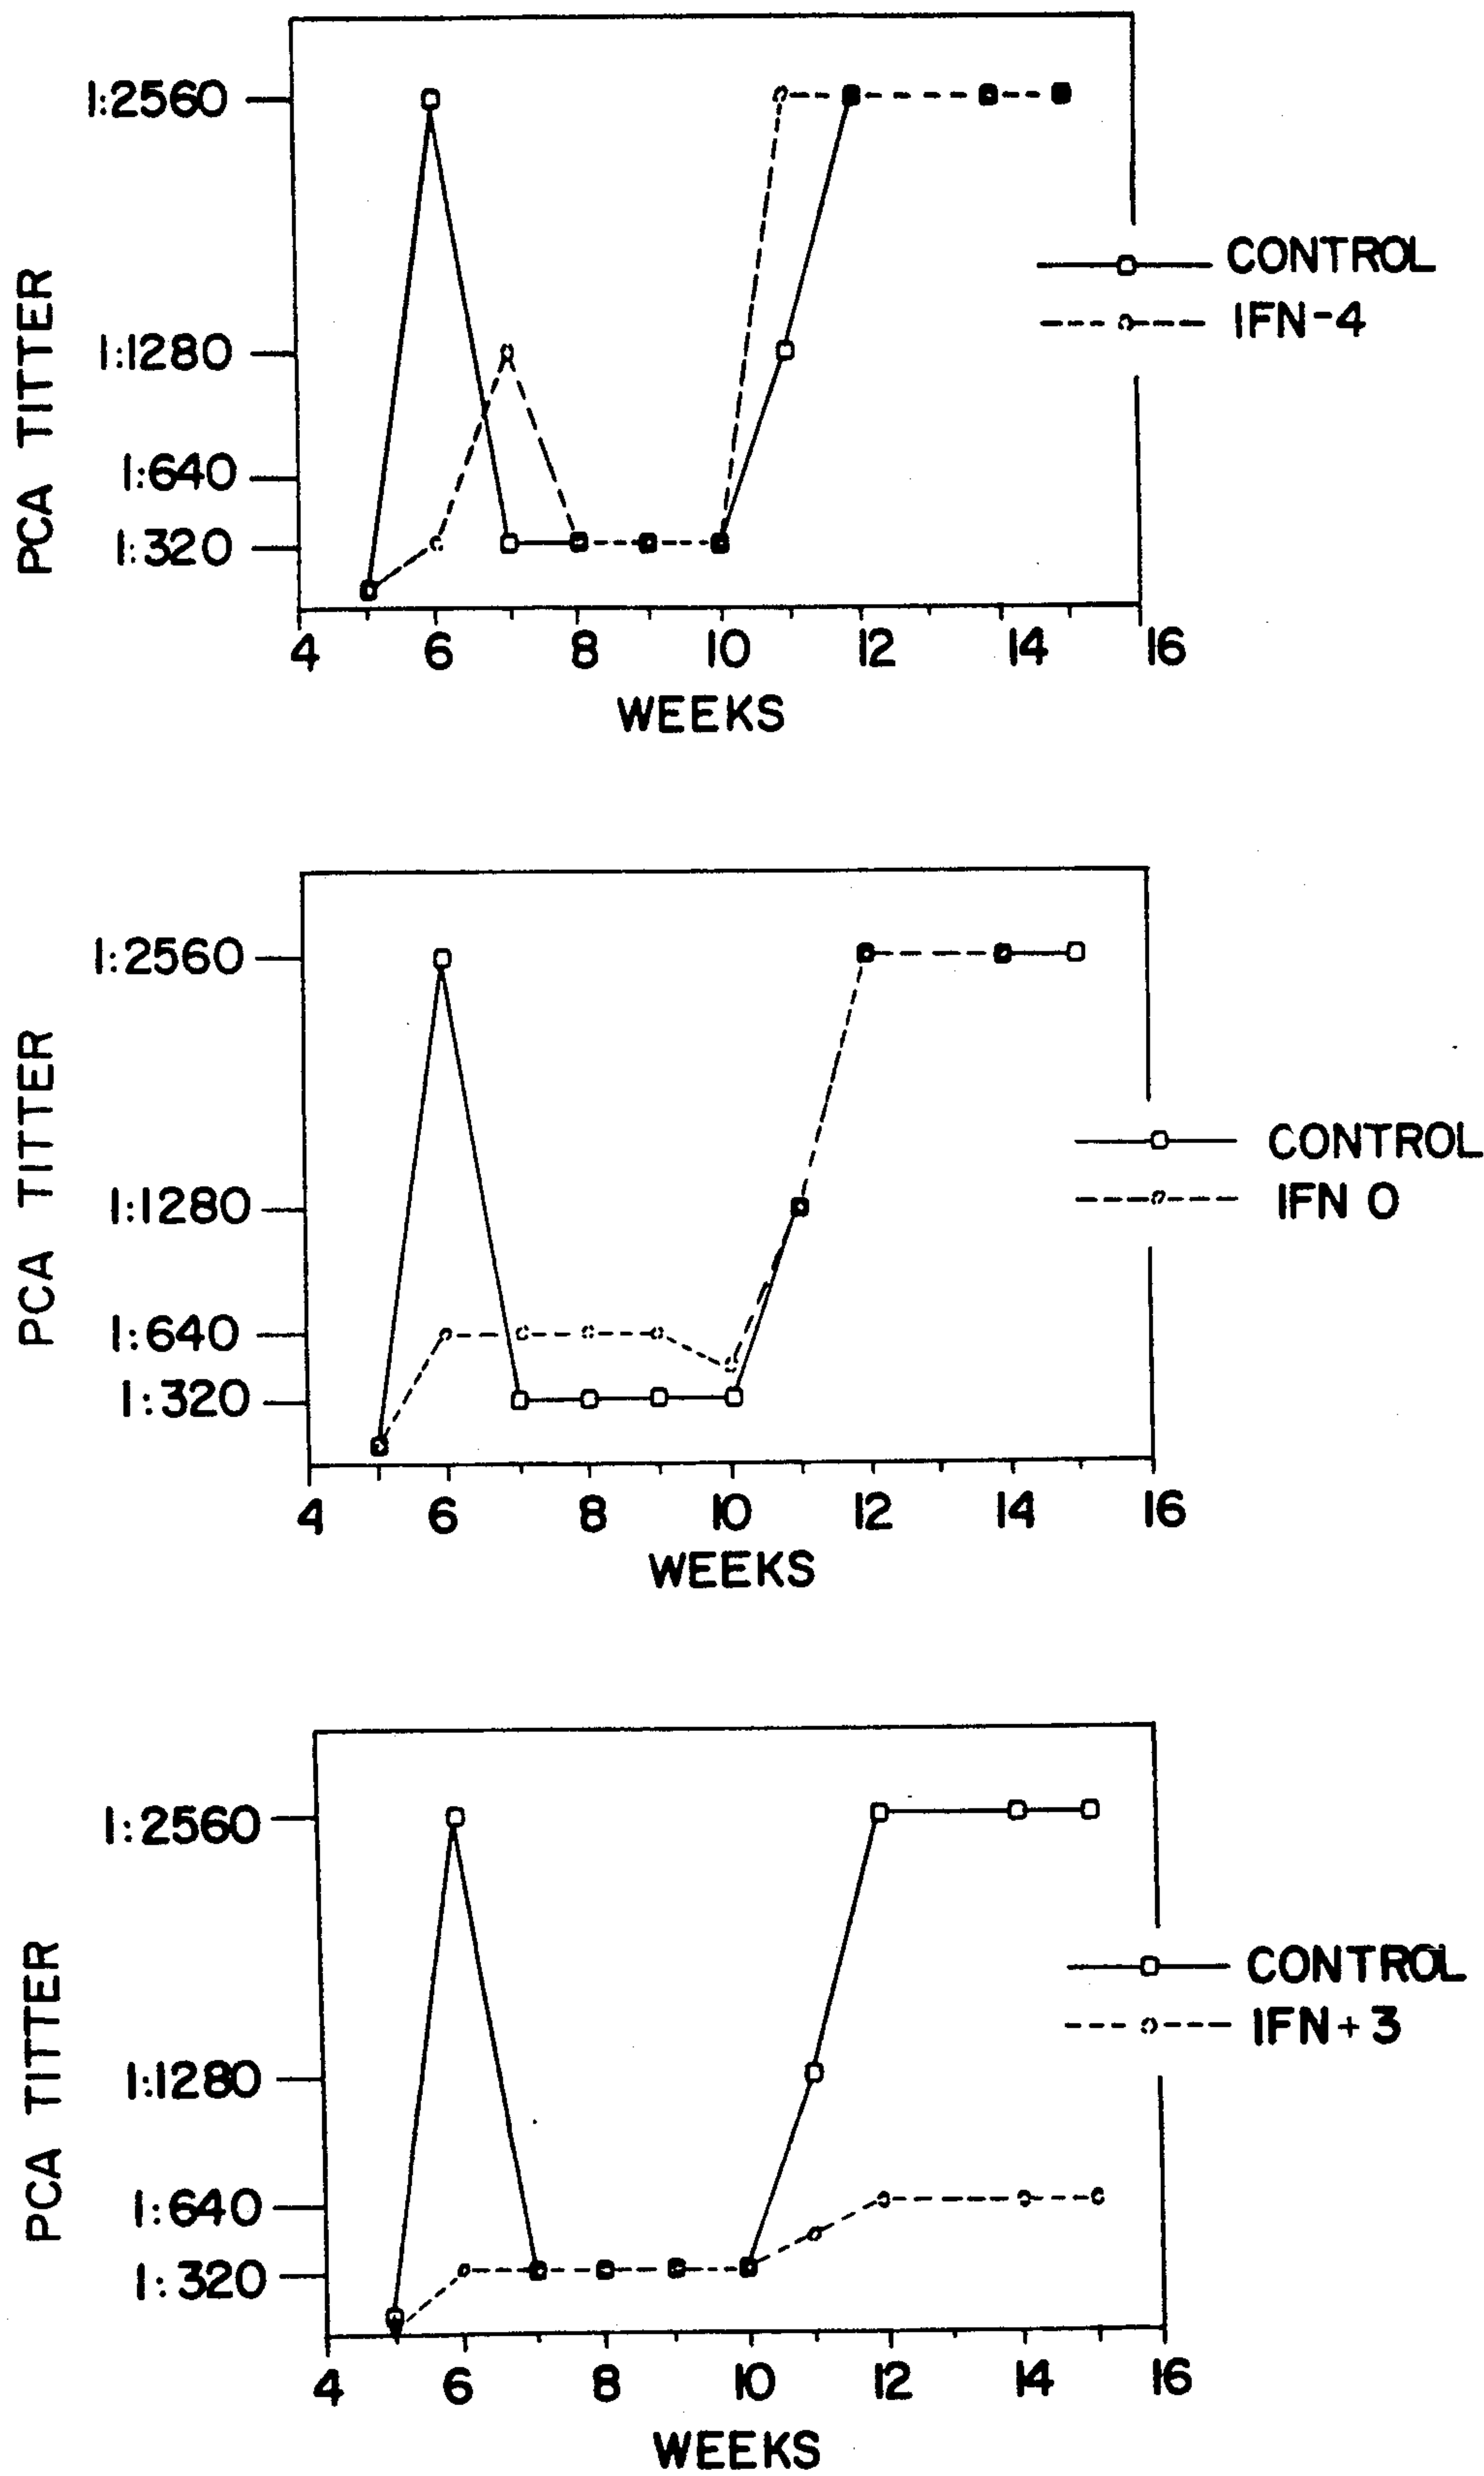 1:2560
1:1280
1:640
1:320
PCA TITTER
4 6 8 10 12 14 16
WEEKS
CONTROL
IFN-4
1:2560
1:1280
1:640
1:320
PCA TITTER
4 6 8 10 12 14 16
WEEKS
CONTROL
IFN 0
1:2560
1:1280
1:640
1:320
PCA TITTER
4 6 8 10 12 14 16
WEEKS
CONTROL
IFN+3